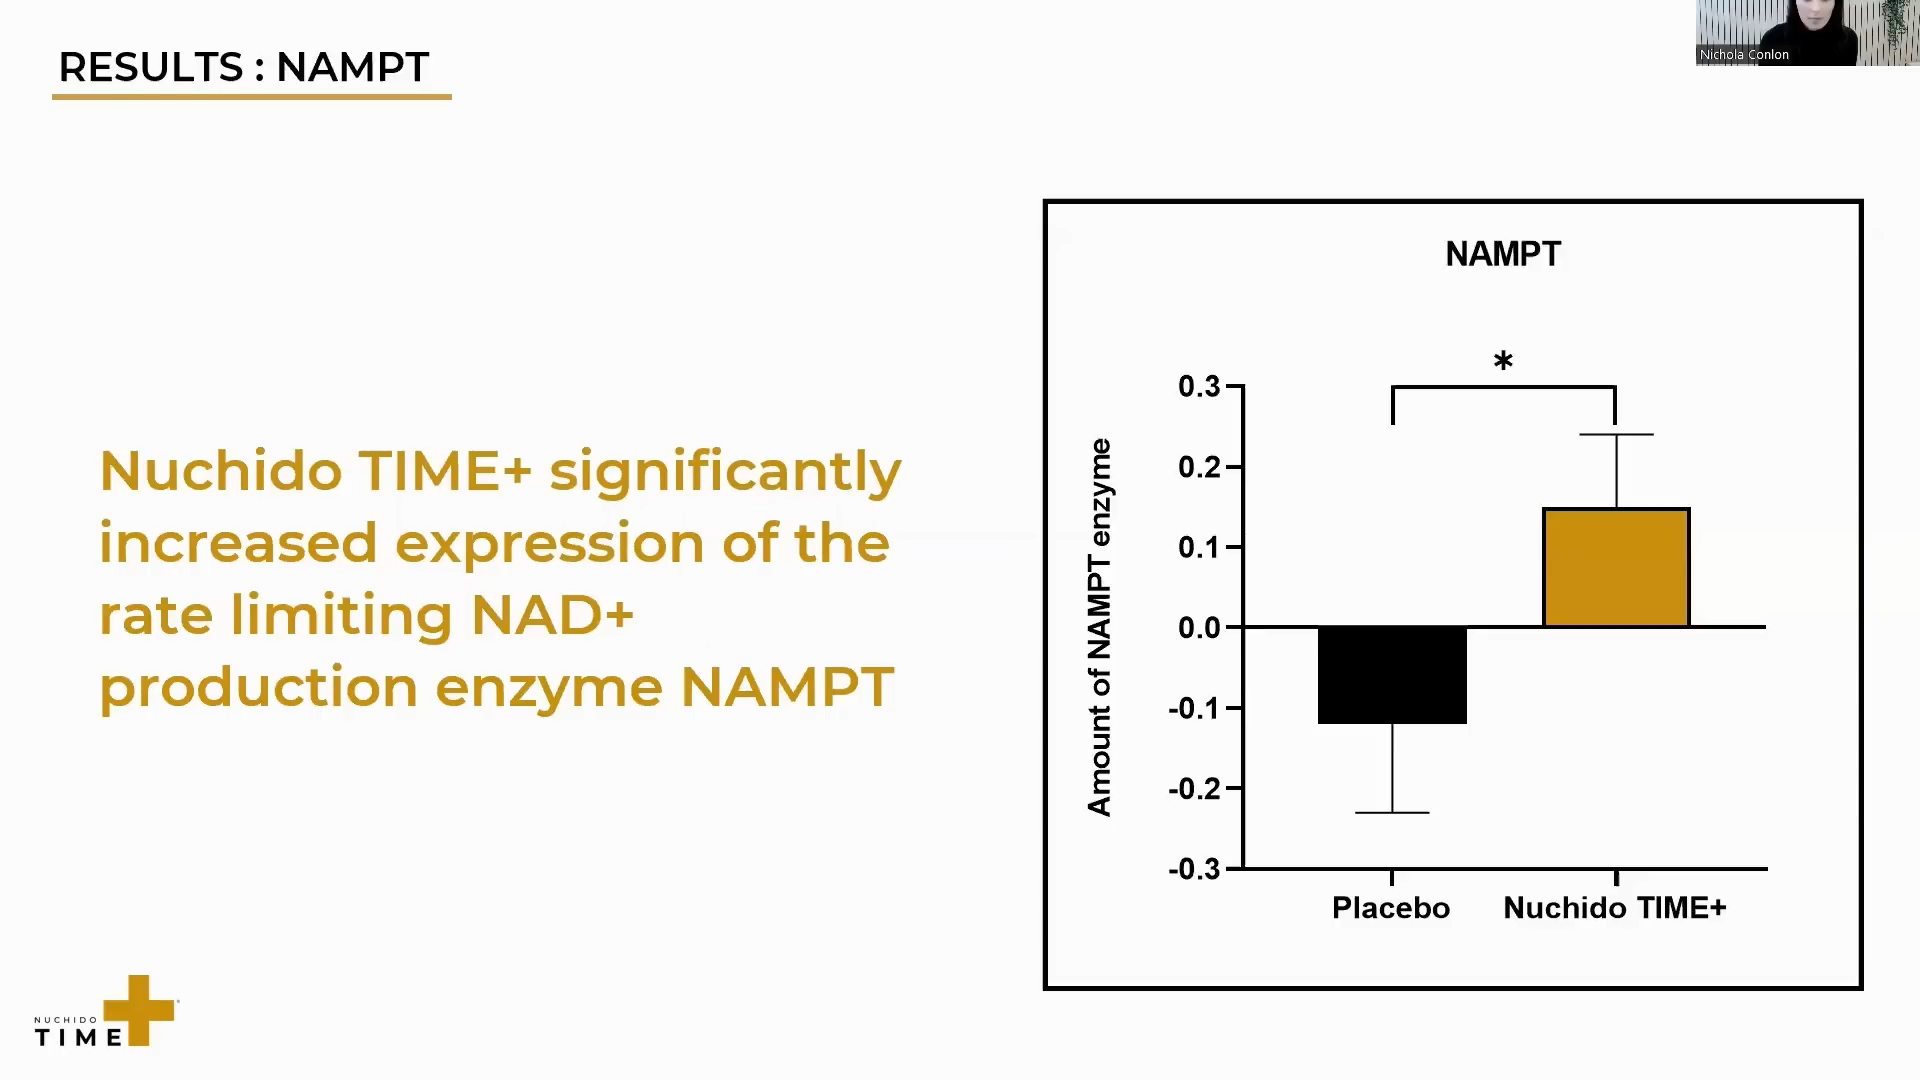 RESULTS : NAMPT
Nichola Conlon
Nuchido TIME+ significantly
increased expression of the
rate limiting NAD+
production enzyme NAMPT
NAMPT
*
Amount of NAMPT enzyme
0.3
0.2
0.1
0.0
-0.1
-0.2
-0.3
Placebo
Nuchido TIME+
NUCHIDO
TIME